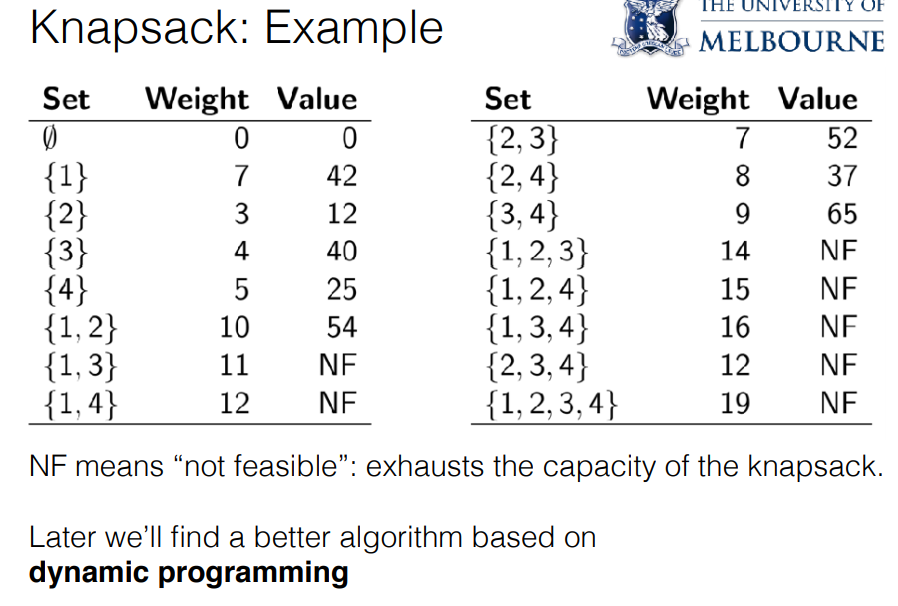 Knapsack: Example
THE UNIVERSITY OF
MELBOURNE
Set Weight Value
∅ 0 0
{1} 7 42
{2} 3 12
{3} 4 40
{4} 5 25
{1, 2} 10 54
{1, 3} 11 NF
{1, 4} 12 NF
Set Weight Value
{2, 3} 7 52
{2, 4} 8 37
{3, 4} 9 65
{1, 2, 3} 14 NF
{1, 2, 4} 15 NF
{1, 3, 4} 16 NF
{2, 3, 4} 12 NF
{1, 2, 3, 4} 19 NF
NF means “not feasible”: exhausts the capacity of the knapsack.
Later we’ll find a better algorithm based on
dynamic programming